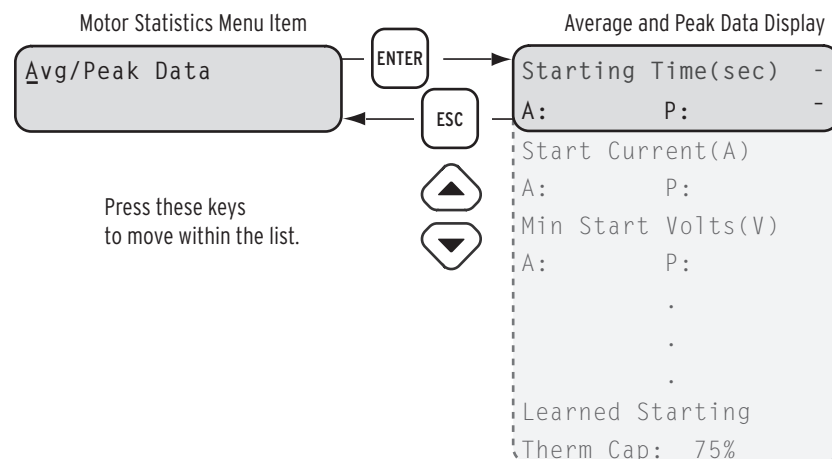 Motor Statistics Menu Item
Average and Peak Data Display
Avg/Peak Data
ENTER
ESC
Press these keys
to move within the list.
Starting Time(sec) -
A: P: -
Start Current(A)
A: P:
Min Start Volts(V)
A: P:
.
.
.
Learned Starting
Therm Cap: 75%